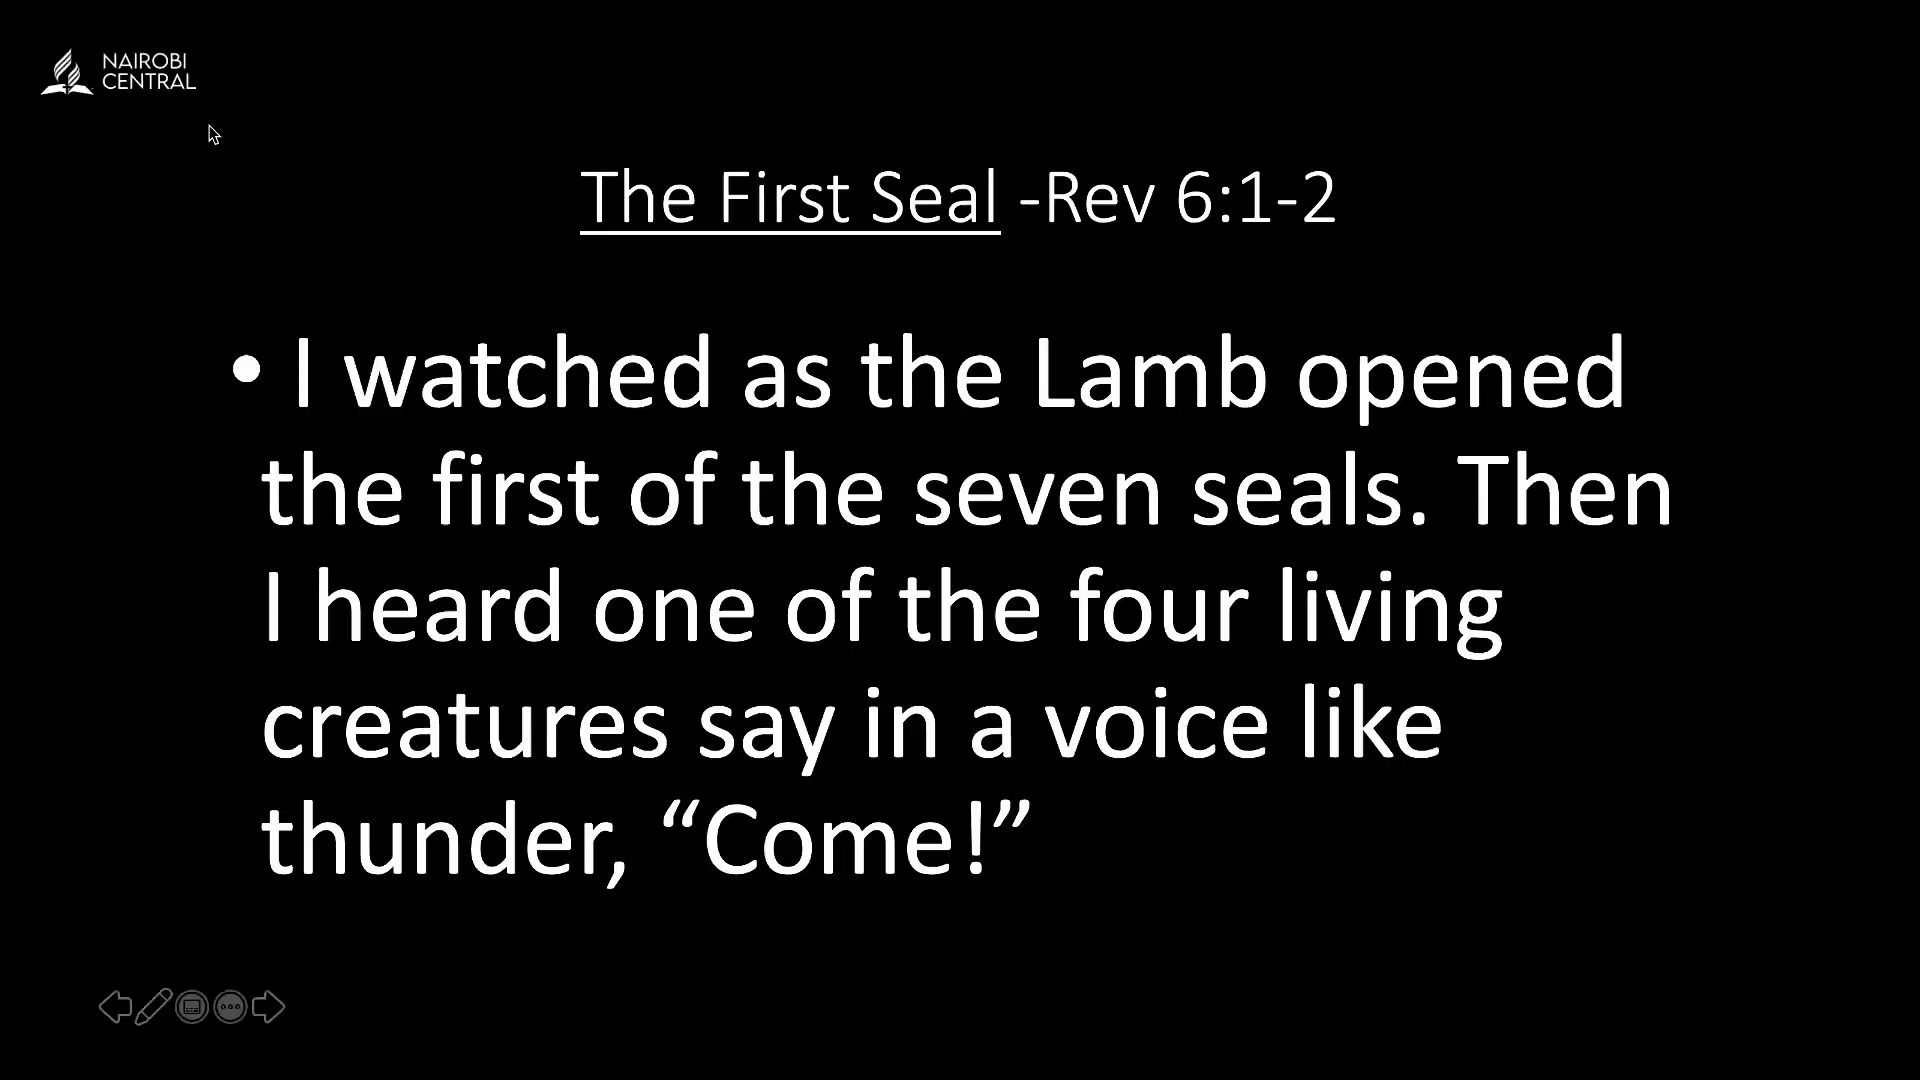 NAIROBI
CENTRAL
The First Seal -Rev 6:1-2
• I watched as the Lamb opened
the first of the seven seals. Then
I heard one of the four living
creatures say in a voice like
thunder, “Come!”